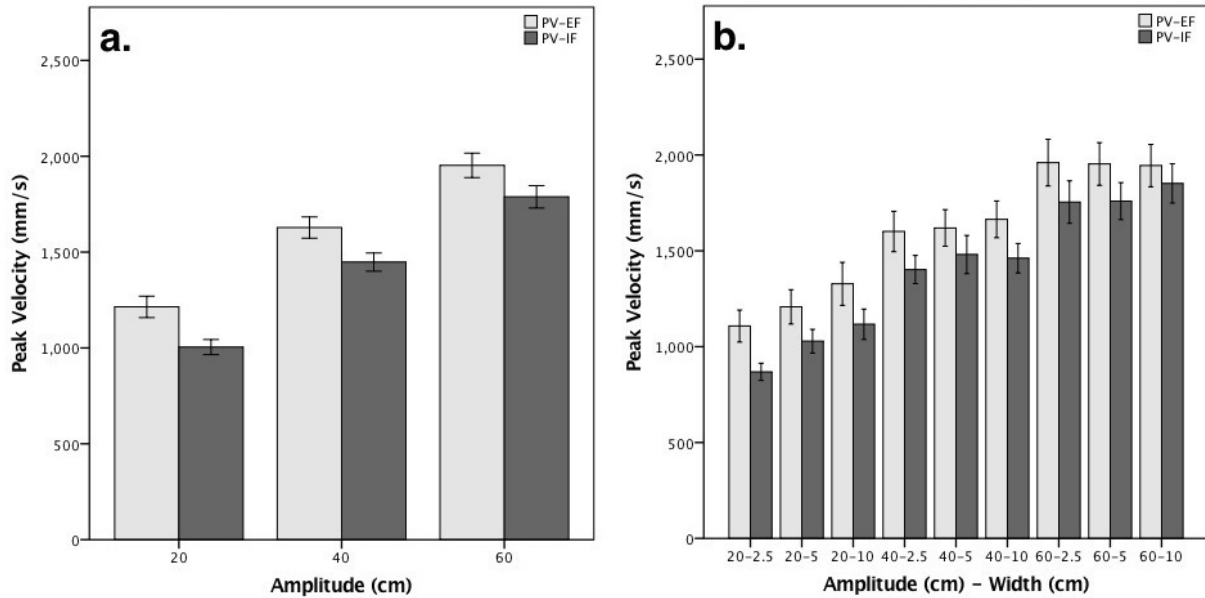 a.
PV-EF
PV-IF
2,500
2,000
1,500
1,000
500
0
Peak Velocity (mm/s)
20 40 60
Amplitude (cm)
b.
PV-EF
PV-IF
2,500
2,000
1,500
1,000
500
0
Peak Velocity (mm/s)
20-2.5 20-5 20-10 40-2.5 40-5 40-10 60-2.5 60-5 60-10
Amplitude (cm) - Width (cm)